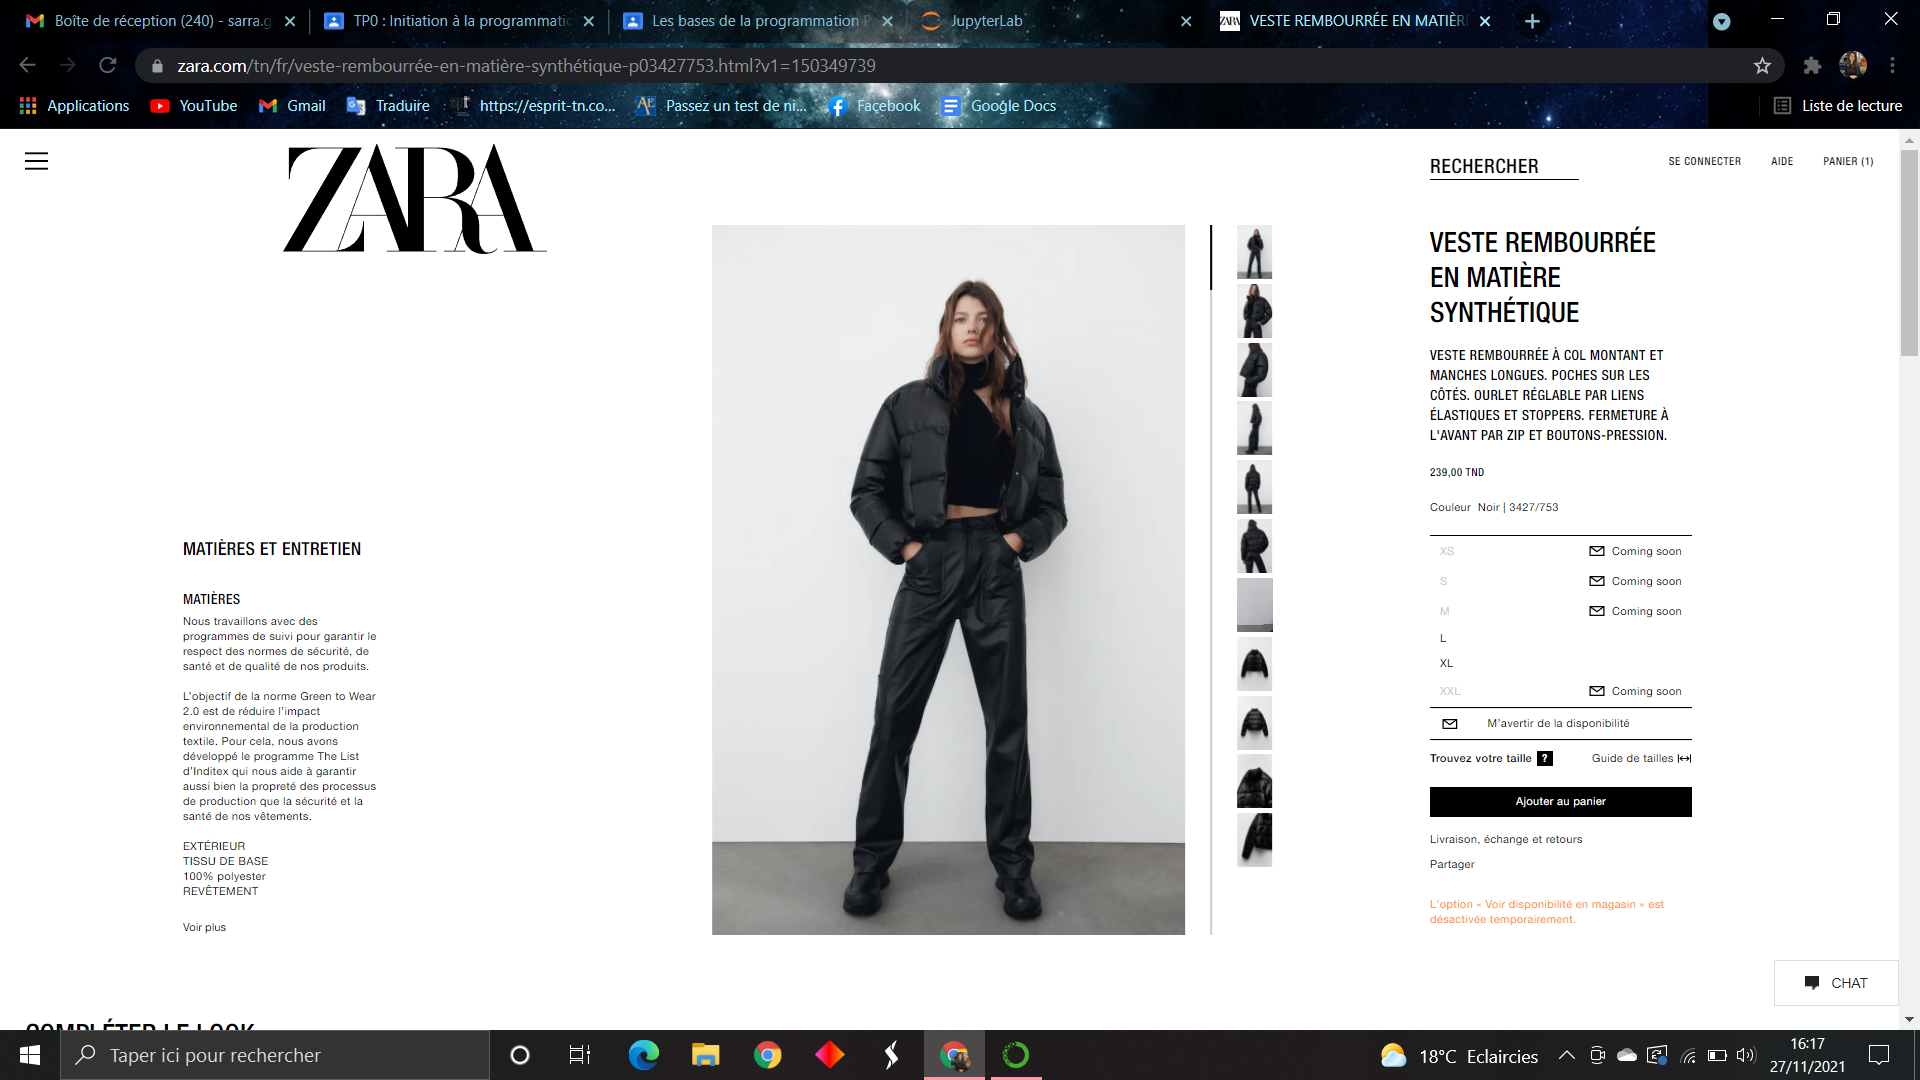 Boîte de réception (240) - sarra.g
TP0 : Initiation à la programmatic
Les bases de la programmation P
JupyterLab
ZARA
VESTE REMBOURRÉE EN MATIÈR
zara.com/tn/fr/veste-rembourrée-en-matière-synthétique-p03427753.html?v1=150349739
Applications
YouTube
Gmail
Traduire
https://esprit-tn.co...
Passez un test de ni...
Facebook
Google Docs
Liste de lecture
ZARA
RECHERCHER
SE CONNECTER
AIDE
PANIER (1)
MATIÈRES ET ENTRETIEN
MATIÈRES
Nous travaillons avec des
programmes de suivi pour garantir le
respect des normes de sécurité, de
santé et de qualité de nos produits.
L'objectif de la norme Green to Wear
2.0 est de réduire l'impact
environnemental de la production
textile. Pour cela, nous avons
développé le programme The List
d'Inditex qui nous aide à garantir
aussi bien la propreté des processus
de production que la sécurité et la
santé de nos vêtements.
EXTÉRIEUR
TISSU DE BASE
100% polyester
REVÊTEMENT
Voir plus
VESTE REMBOURRÉE
EN MATIÈRE
SYNTHÉTIQUE
VESTE REMBOURRÉE À COL MONTANT ET
MANCHES LONGUES. POCHES SUR LES
CÔTÉS. OURLET RÉGLABLE PAR LIENS
ÉLASTIQUES ET STOPPERS. FERMETURE À
L'AVANT PAR ZIP ET BOUTONS-PRESSION.
239,00 TND
Couleur Noir | 3427/753
XS Coming soon
S Coming soon
M Coming soon
L
XL
XXL Coming soon
M'avertir de la disponibilité
Trouvez votre taille ?
Guide de tailles
Ajouter au panier
Livraison, échange et retours
Partager
L'option « Voir disponibilité en magasin » est
désactivée temporairement.
CHAT
COMPLÉTER LE LOOK
Taper ici pour rechercher
18°C Eclaircies
16:17
27/11/2021